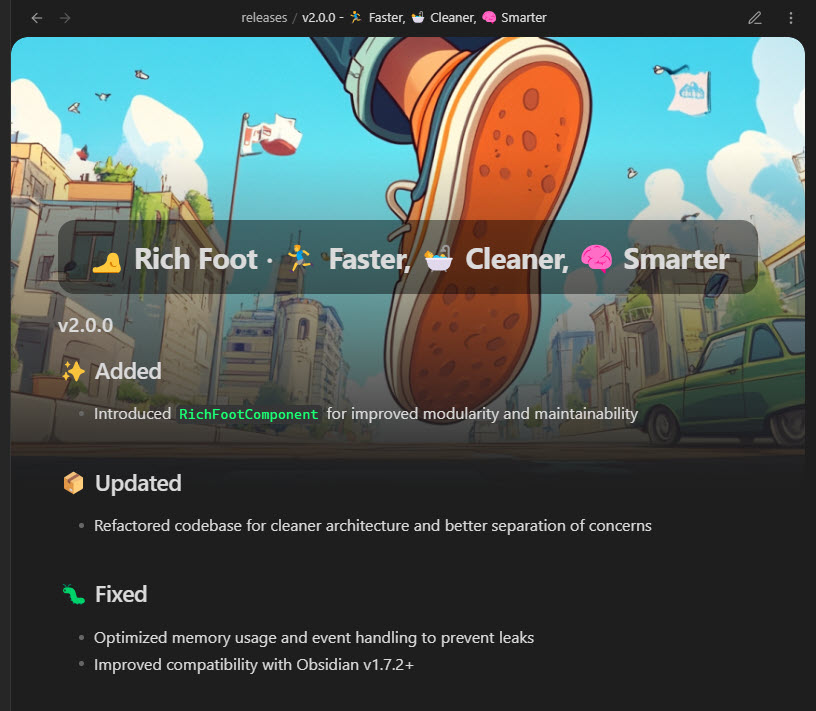 releases / v2.0.0 - 🏃‍♂️ Faster, 🛀 Cleaner, 🧠 Smarter
🦶 Rich Foot · 🏃‍♂️ Faster, 🛀 Cleaner, 🧠 Smarter
v2.0.0
✨ Added
• Introduced RichFootComponent for improved modularity and maintainability
📦 Updated
• Refactored codebase for cleaner architecture and better separation of concerns
🐛 Fixed
• Optimized memory usage and event handling to prevent leaks
• Improved compatibility with Obsidian v1.7.2+